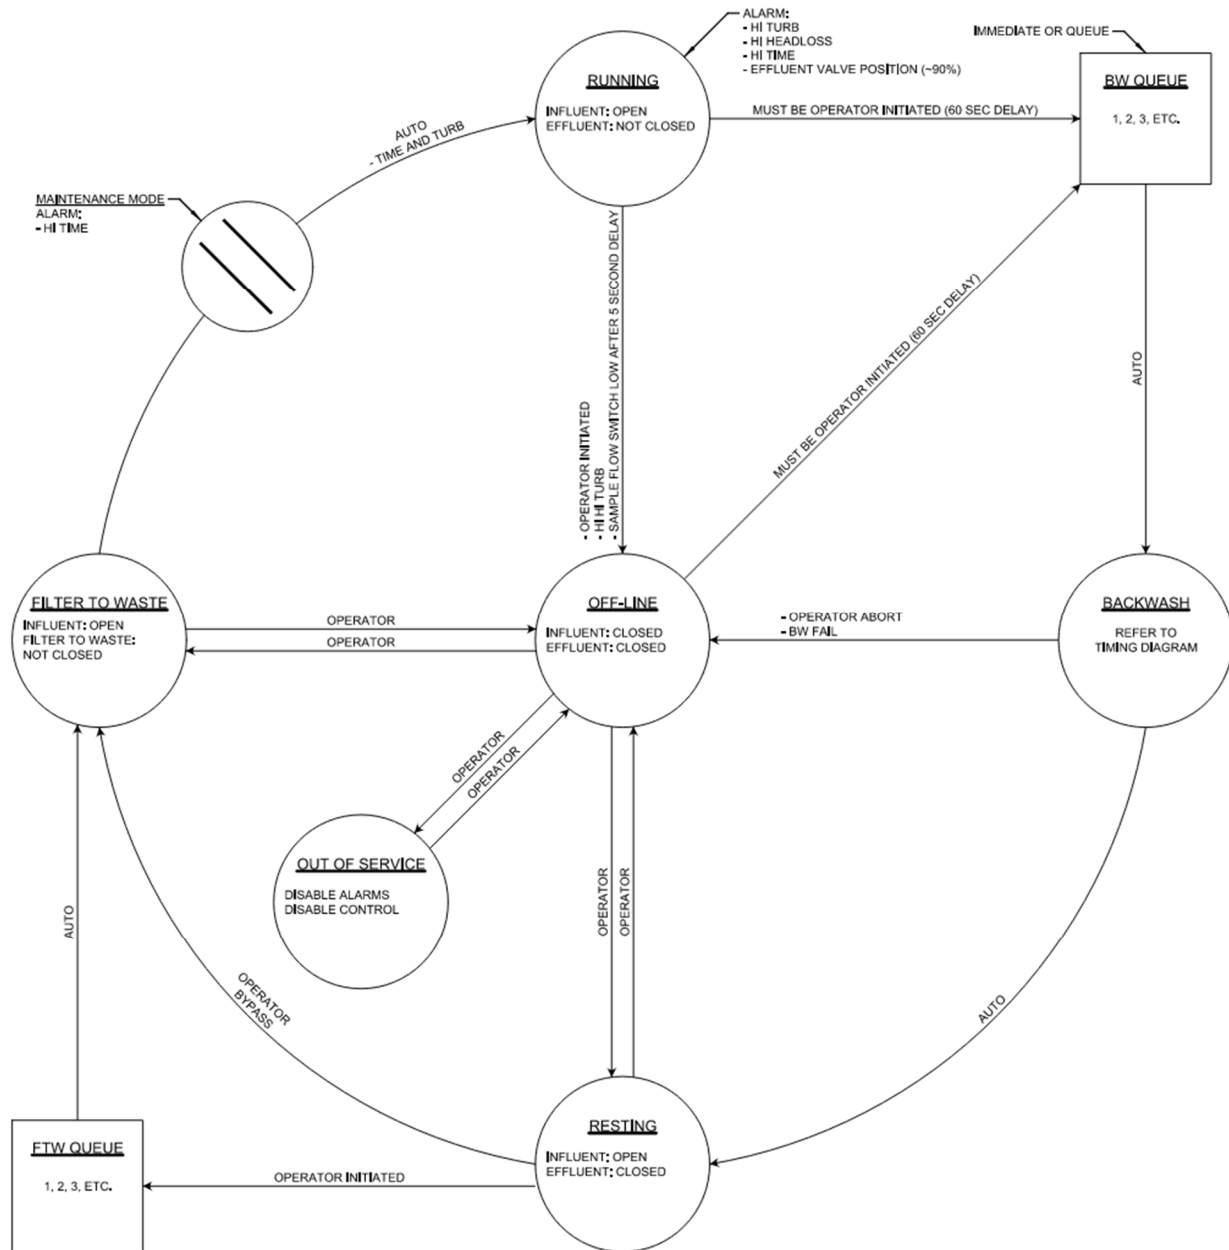 ALARM:
- HI TURB
- HI HEADLOSS
- HI TIME
- EFFLUENT VALVE POSITION (~90%)
IMMEDIATE OR QUEUE
RUNNING
INFLUENT: OPEN
EFFLUENT: NOT CLOSED
MUST BE OPERATOR INITIATED (60 SEC DELAY)
BW QUEUE
1, 2, 3, ETC.
AUTO
- TIME AND TURB
MAINTENANCE MODE
ALARM:
- HI TIME
- OPERATOR INITIATED
- HI HI TURB
- SAMPLE FLOW SWITCH LOW AFTER 5 SECOND DELAY
MUST BE OPERATOR INITIATED (60 SEC DELAY)
AUTO
FILTER TO WASTE
INFLUENT: OPEN
FILTER TO WASTE:
NOT CLOSED
OPERATOR
OPERATOR
OFF-LINE
INFLUENT: CLOSED
EFFLUENT: CLOSED
- OPERATOR ABORT
- BW FAIL
BACKWASH
REFER TO
TIMING DIAGRAM
OPERATOR
OPERATOR
OUT OF SERVICE
DISABLE ALARMS
DISABLE CONTROL
OPERATOR
OPERATOR
AUTO
OPERATOR
BYPASS
AUTO
FTW QUEUE
1, 2, 3, ETC.
OPERATOR INITIATED
RESTING
INFLUENT: OPEN
EFFLUENT: CLOSED